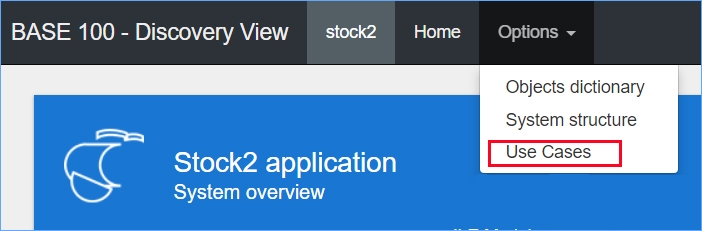 BASE 100 - Discovery View stock2 Home Options
Objects dictionary
System structure
Use Cases
Stock2 application
System overview